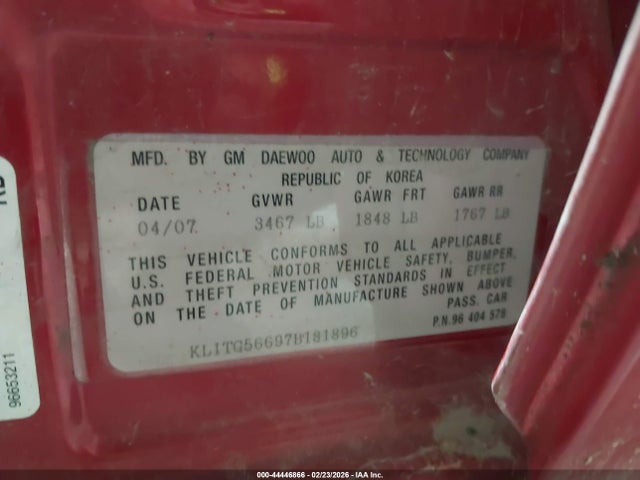 MFD. BY GM DAEWOO AUTO & TECHNOLOGY COMPANY
REPUBLIC OF KOREA
DATE GVWR GAWR FRT GAWR RR
04/07 3467 LB 1848 LB 1767 LB
THIS VEHICLE CONFORMS TO ALL APPLICABLE
U.S. FEDERAL MOTOR VEHICLE SAFETY, BUMPER,
AND THEFT PREVENTION STANDARDS IN EFFECT
ON THE DATE OF MANUFACTURE SHOWN ABOVE
PASS. CAR
P.N.96 404 578
KL1TG56697B181896
96653211
000-44446866 - 02/23/2026 - IAA Inc.